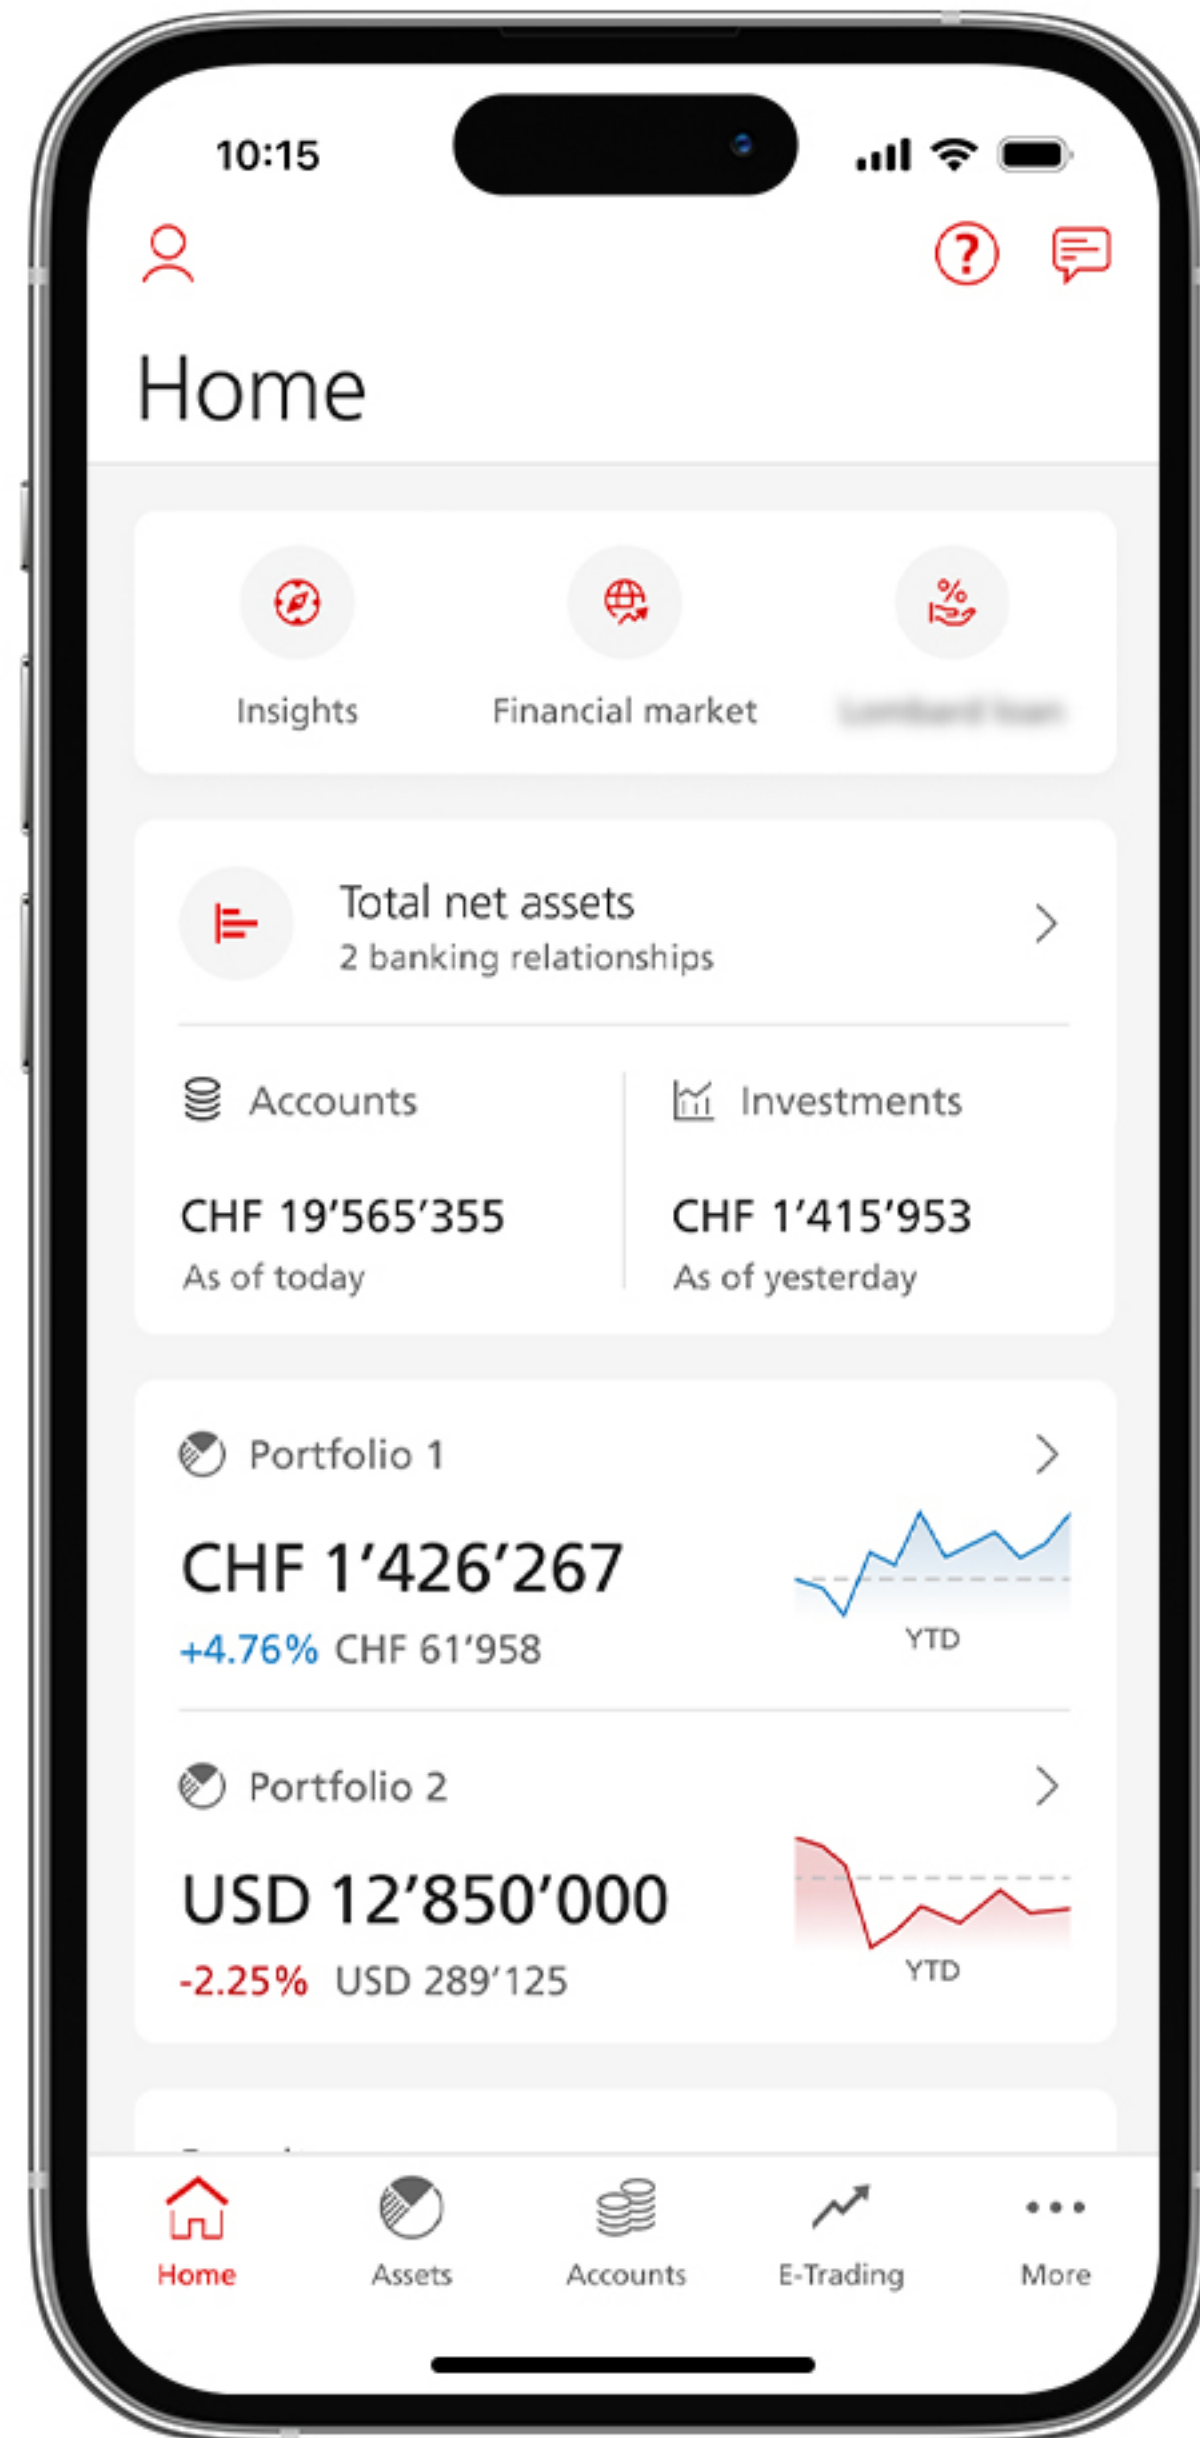 10:15
?
Home
%
Insights
Financial market
Total net assets
2 banking relationships
Accounts
Investments
CHF 19’565’355
CHF 1’415’953
As of today
As of yesterday
Portfolio 1
CHF 1’426’267
+4.76% CHF 61’958
YTD
Portfolio 2
USD 12’850’000
-2.25% USD 289’125
YTD
Home
Assets
Accounts
E-Trading
More